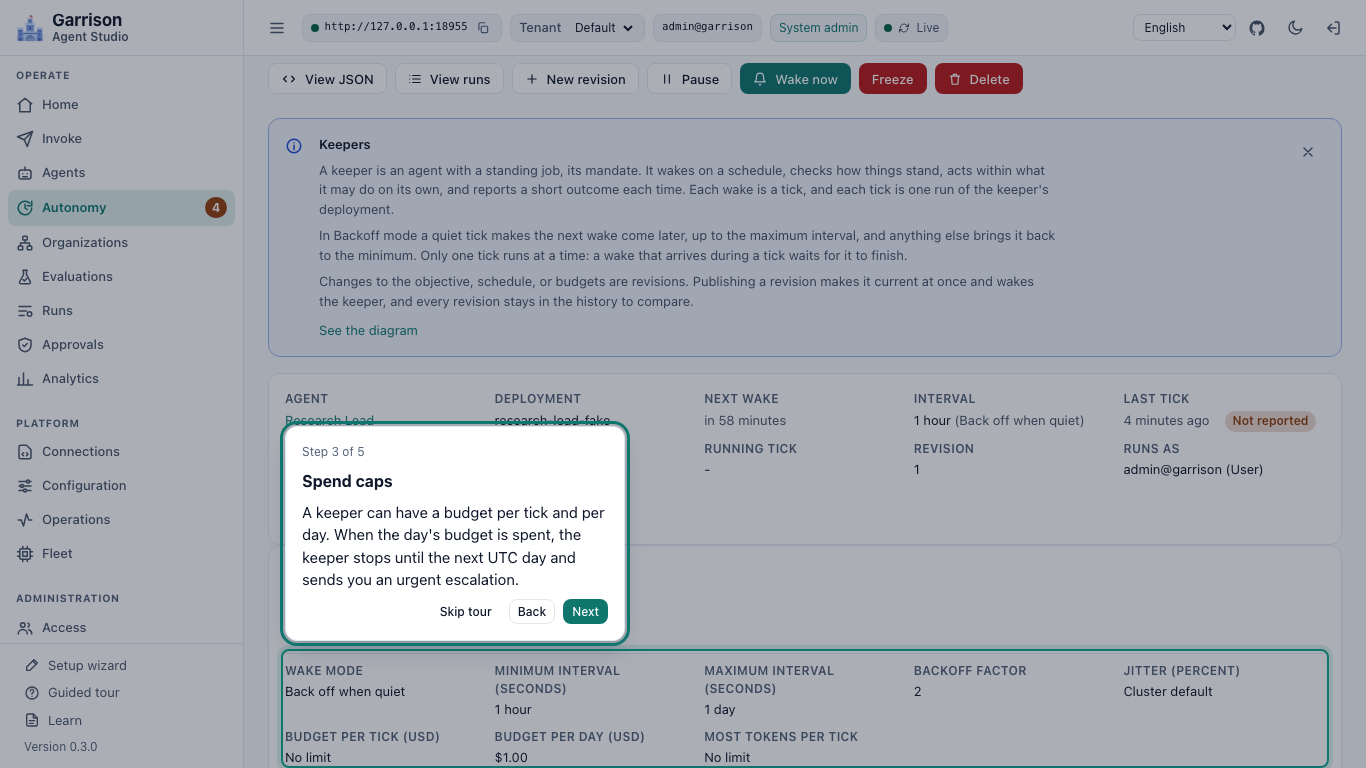 Garrison
Agent Studio
http://127.0.0.1:18955
Tenant Default
admin@garrison
System admin
Live
English
OPERATE
Home
Invoke
Agents
Autonomy 4
Organizations
Evaluations
Runs
Approvals
Analytics
PLATFORM
Connections
Configuration
Operations
Fleet
ADMINISTRATION
Access
Setup wizard
Guided tour
Learn
Version 0.3.0
View JSON
View runs
New revision
Pause
Wake now
Freeze
Delete
Keepers
A keeper is an agent with a standing job, its mandate. It wakes on a schedule, checks how things stand, acts within what
it may do on its own, and reports a short outcome each time. Each wake is a tick, and each tick is one run of the keeper's
deployment.
In Backoff mode a quiet tick makes the next wake come later, up to the maximum interval, and anything else brings it back
to the minimum. Only one tick runs at a time: a wake that arrives during a tick waits for it to finish.
Changes to the objective, schedule, or budgets are revisions. Publishing a revision makes it current at once and wakes
the keeper, and every revision stays in the history to compare.
See the diagram
AGENT DEPLOYMENT NEXT WAKE INTERVAL LAST TICK
Research Lead research-lead-fake in 58 minutes 1 hour (Back off when quiet) 4 minutes ago Not reported
RUNNING TICK REVISION RUNS AS
- 1 admin@garrison (User)
Step 3 of 5
Spend caps
A keeper can have a budget per tick and per
day. When the day's budget is spent, the
keeper stops until the next UTC day and
sends you an urgent escalation.
Skip tour Back Next
WAKE MODE MINIMUM INTERVAL MAXIMUM INTERVAL BACKOFF FACTOR JITTER (PERCENT)
(SECONDS) (SECONDS)
Back off when quiet 1 hour 1 day 2 Cluster default
BUDGET PER TICK (USD) BUDGET PER DAY (USD) MOST TOKENS PER TICK
No limit $1.00 No limit